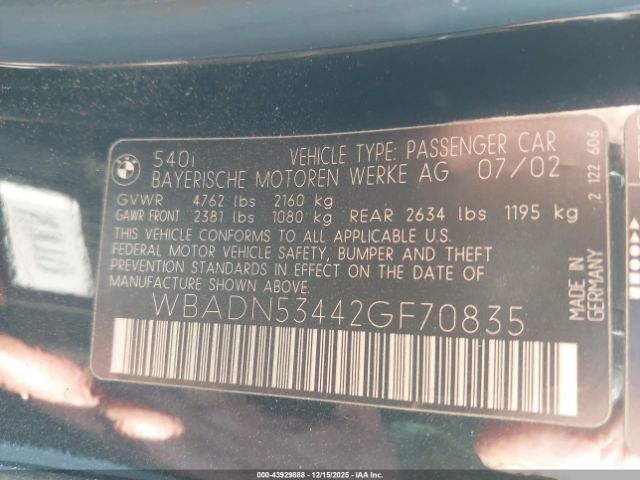 BMW
540i VEHICLE TYPE: PASSENGER CAR
BAYERISCHE MOTOREN WERKE AG 07/02
GVWR 4762 lbs 2160 kg
GAWR FRONT 2381 lbs 1080 kg REAR 2634 lbs 1195 kg
THIS VEHICLE CONFORMS TO ALL APPLICABLE U.S.
FEDERAL MOTOR VEHICLE SAFETY, BUMPER AND THEFT
PREVENTION STANDARDS IN EFFECT ON THE DATE OF
MANUFACTURE SHOWN ABOVE.
WBADN53442GF70835
MADE IN
GERMANY
2 122 606
000-43929888 - 12/15/2025 - COPYRIGHT IAA, LLC.